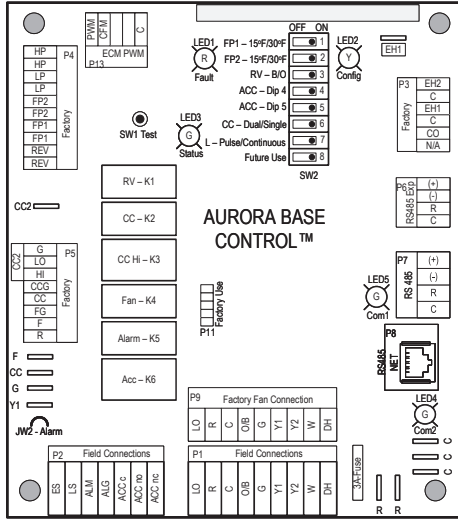 PWM
CFM
C
ECM PWM
P13
LED1
R
Fault
OFF ON
FP1 – 15ºF/30ºF 1
FP2 – 15ºF/30ºF 2
RV – B/O 3
ACC – Dip 4 4
ACC – Dip 5 5
CC – Dual/Single 6
L – Pulse/Continuous 7
Future Use 8
SW2
LED2
Y
Config
EH1
HP
HP
LP
LP
FP2
FP2
FP1
FP1
REV
REV
P4
Factory
SW1 Test
LED3
G
Status
P3
Factory
EH2
C
EH1
C
CO
N/A
RV – K1
CC – K2
CC Hi – K3
Fan – K4
Alarm – K5
Acc – K6
AURORA BASE
CONTROL™
P6
RS485 Exp
(+)
(-)
R
C
CC2
CC2
G
LO
HI
CCG
CC
FG
F
R
P5
Factory
Factory Use
P11
P7
RS 485
(+)
(-)
R
C
LED5
G
Com1
P8
RS485
NET
F
CC
G
Y1
JW2 - Alarm
LED4
G
Com2
P9 Factory Fan Connection
LO R C O/B G Y1 Y2 W DH
P2 Field Connections
ES LS ALM ALG ACC c ACC no ACC nc
P1 Field Connections
LO R C O/B G Y1 Y2 W DH
3A-Fuse
C
C
C
R R